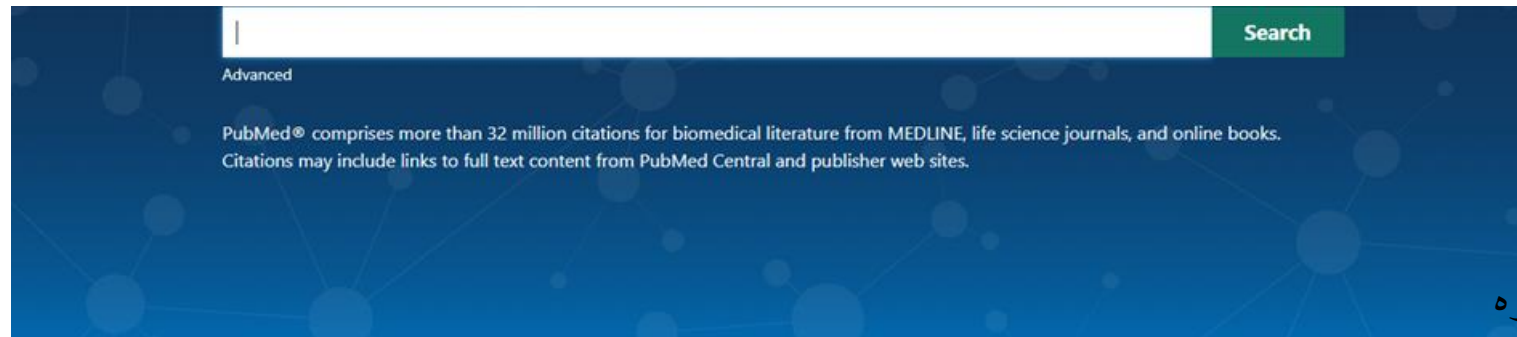 Search
Advanced
PubMed® comprises more than 32 million citations for biomedical literature from MEDLINE, life science journals, and online books.
Citations may include links to full text content from PubMed Central and publisher web sites.